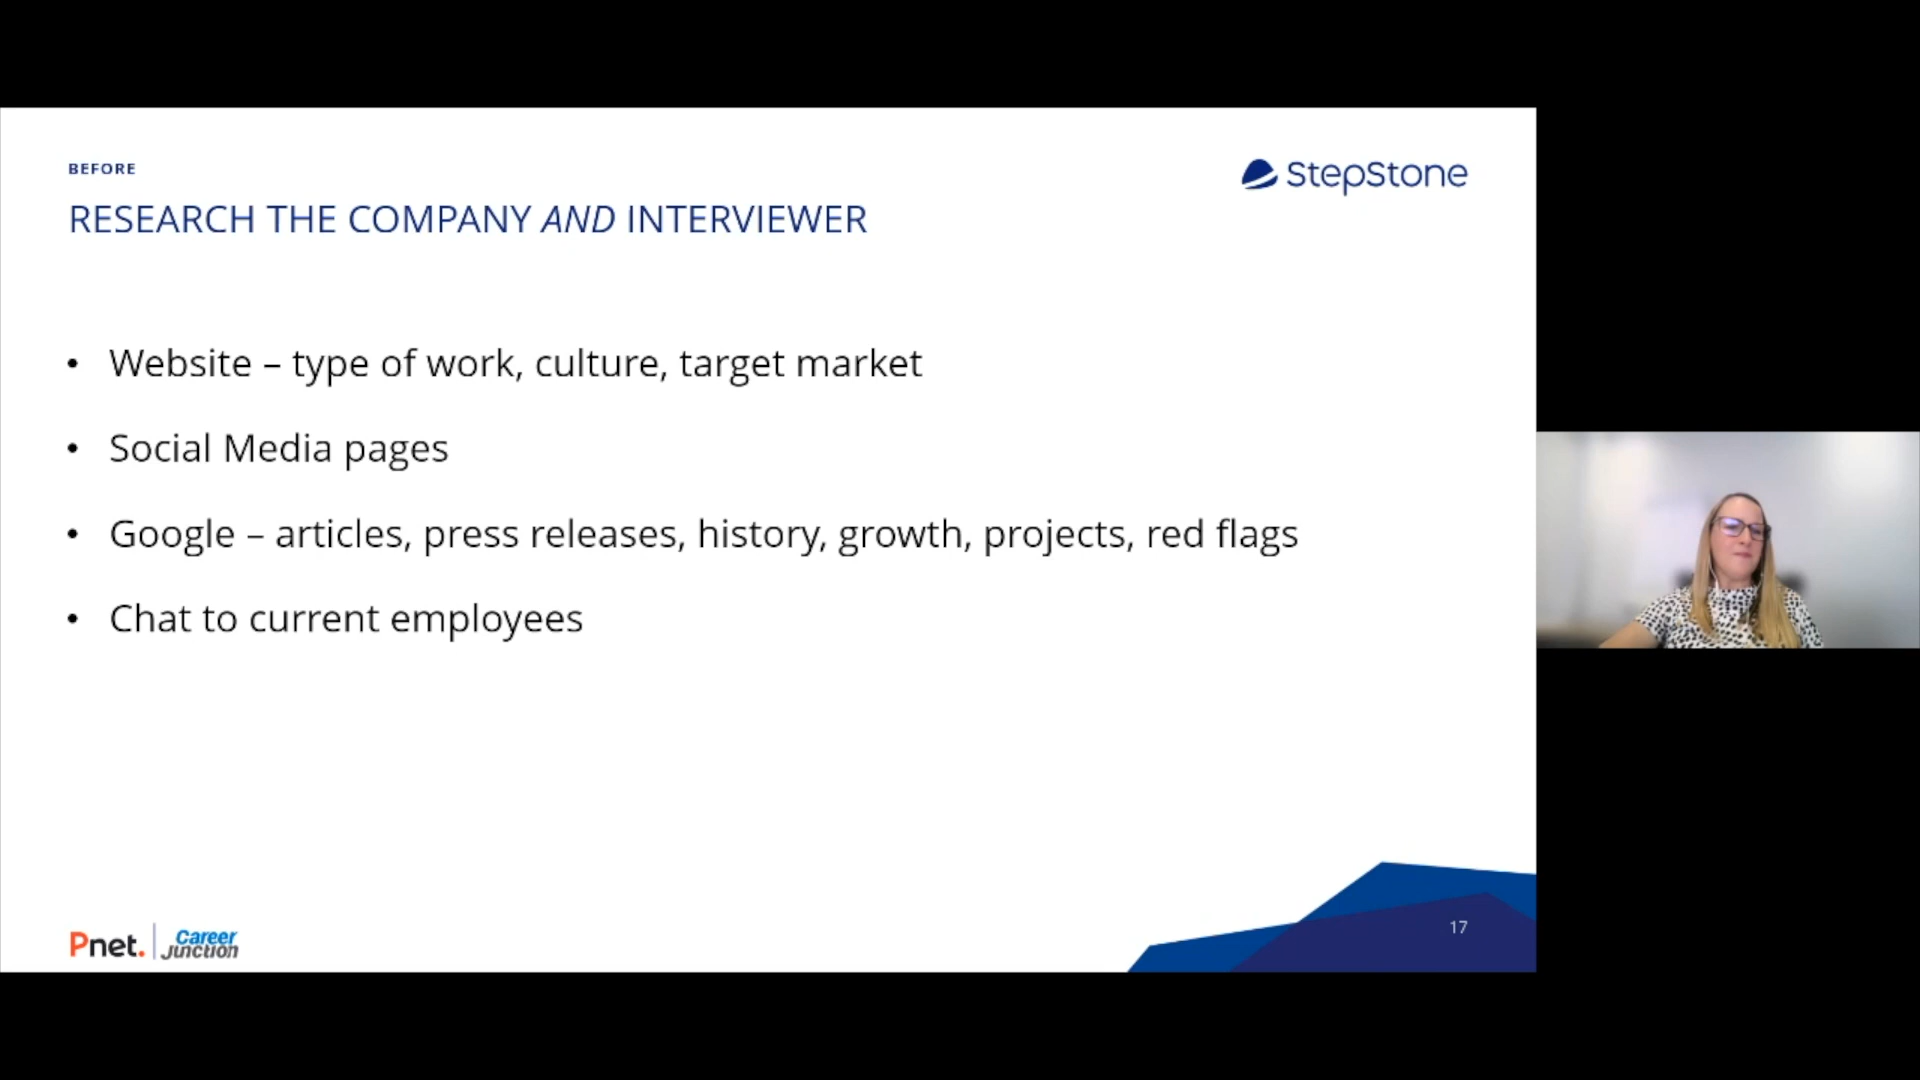 BEFORE
StepStone
RESEARCH THE COMPANY AND INTERVIEWER
• Website – type of work, culture, target market
• Social Media pages
• Google – articles, press releases, history, growth, projects, red flags
• Chat to current employees
17
Pnet.
Career
Junction